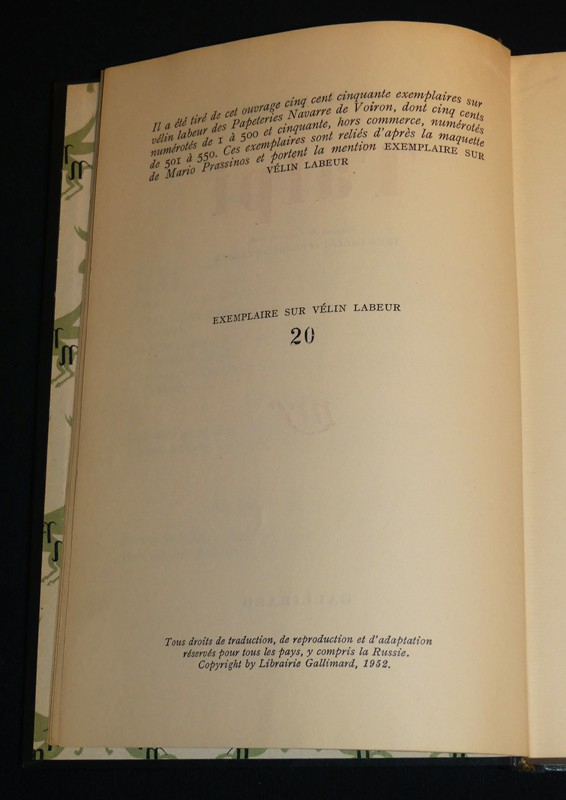 Il a été tiré de cet ouvrage cinq cent cinquante exemplaires sur
vélin labeur des Papeteries Navarre de Voiron, dont cinq cents
numérotés de 1 à 500 et cinquante, hors commerce, numérotés
de 501 à 550. Ces exemplaires sont reliés d'après la maquette
de Mario Prassinos et portent la mention EXEMPLAIRE SUR
VÉLIN LABEUR
EXEMPLAIRE SUR VÉLIN LABEUR
20
Tous droits de traduction, de reproduction et d'adaptation
réservés pour tous les pays, y compris la Russie.
Copyright by Librairie Gallimard, 1952.